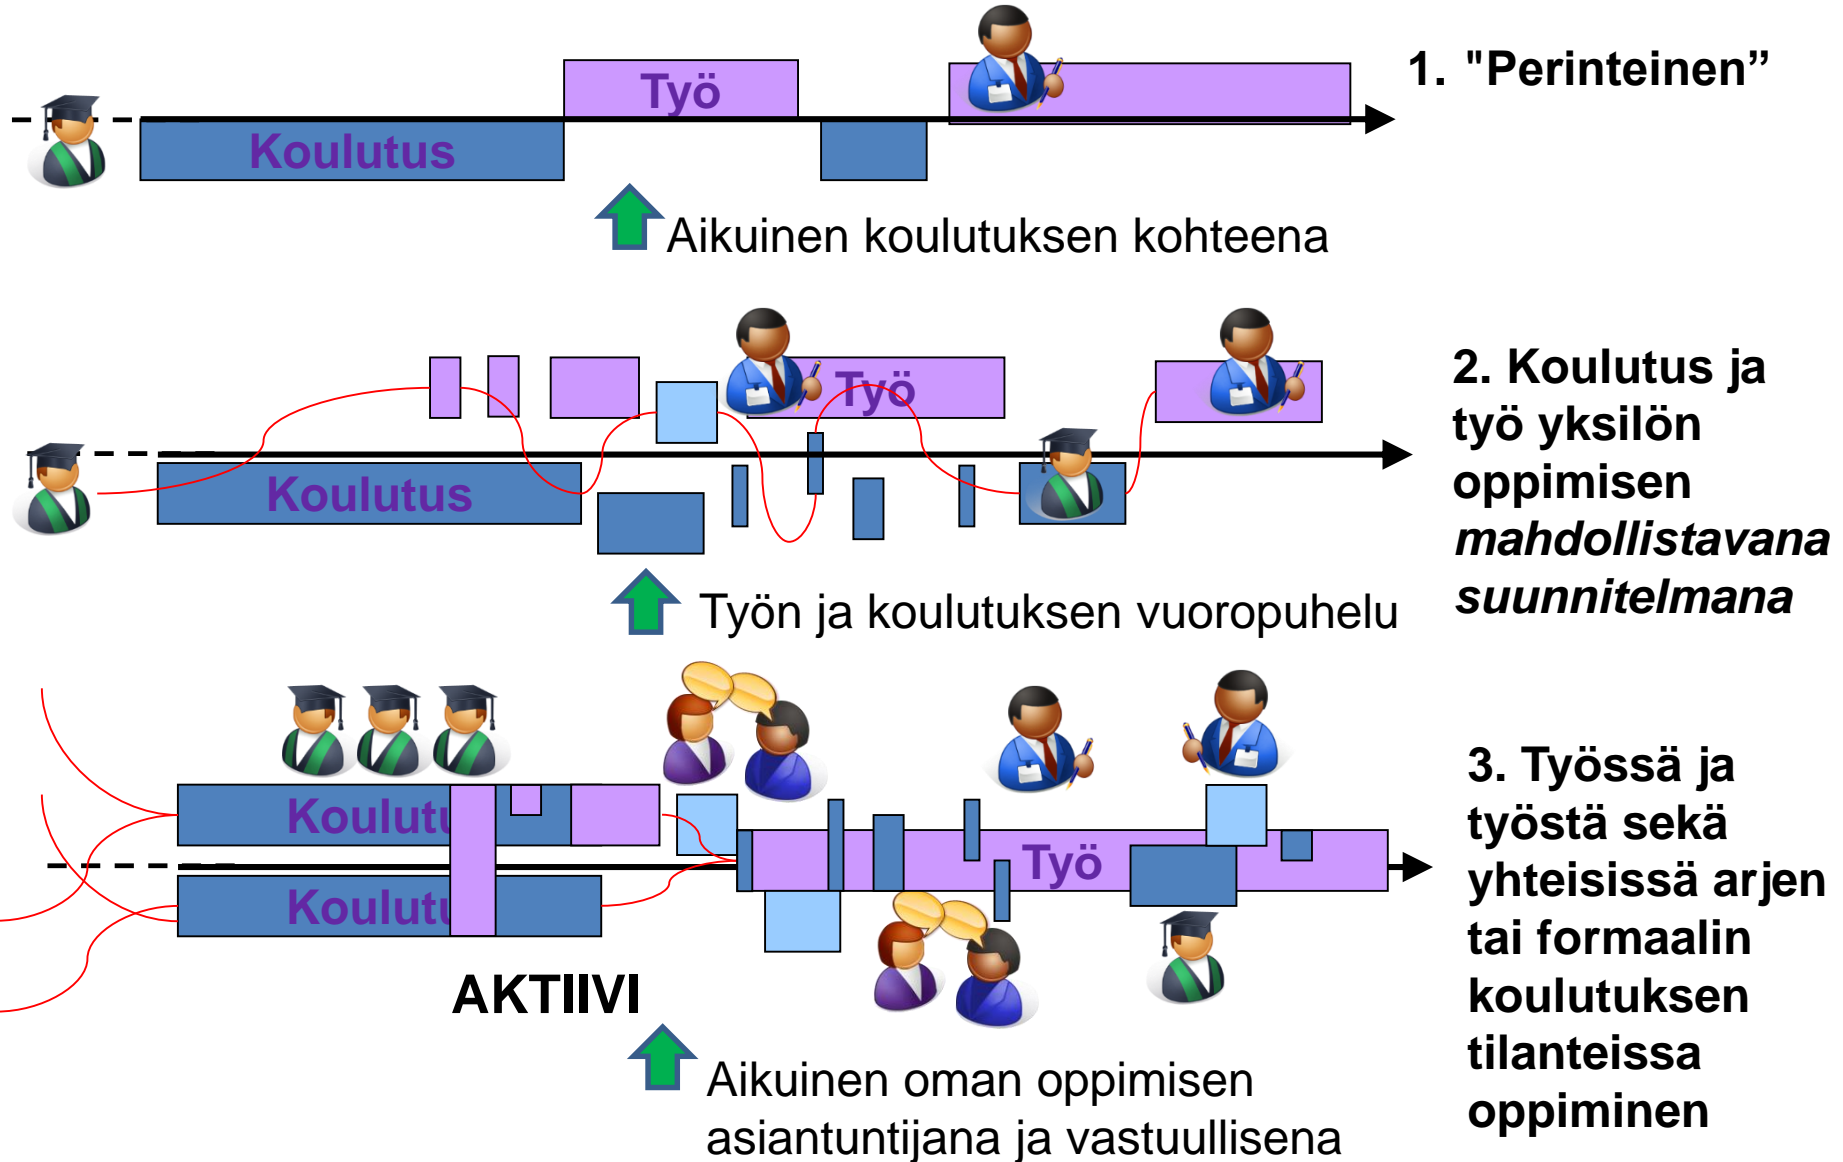 1. "Perinteinen”
Työ
Koulutus
Aikuinen koulutuksen kohteena
2. Koulutus ja
työ yksilön
oppimisen
mahdollistavana
suunnitelmana
Työ
Koulutus
Työn ja koulutuksen vuoropuhelu
3. Työssä ja
työstä sekä
yhteisissä arjen
tai formaalin
koulutuksen
tilanteissa
oppiminen
Koulutu
Työ
Koulutu
AKTIIVI
Aikuinen oman oppimisen
asiantuntijana ja vastuullisena